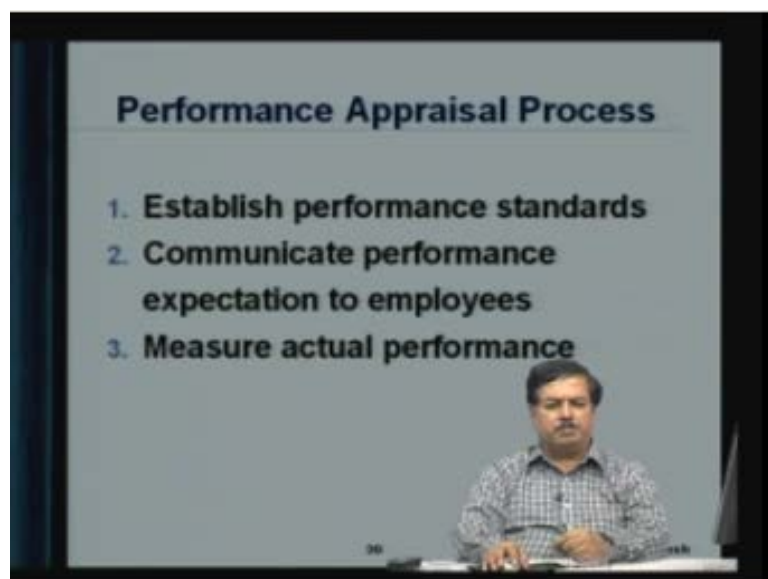 Performance Appraisal Process
1. Establish performance standards
2. Communicate performance
expectation to employees
3. Measure actual performance